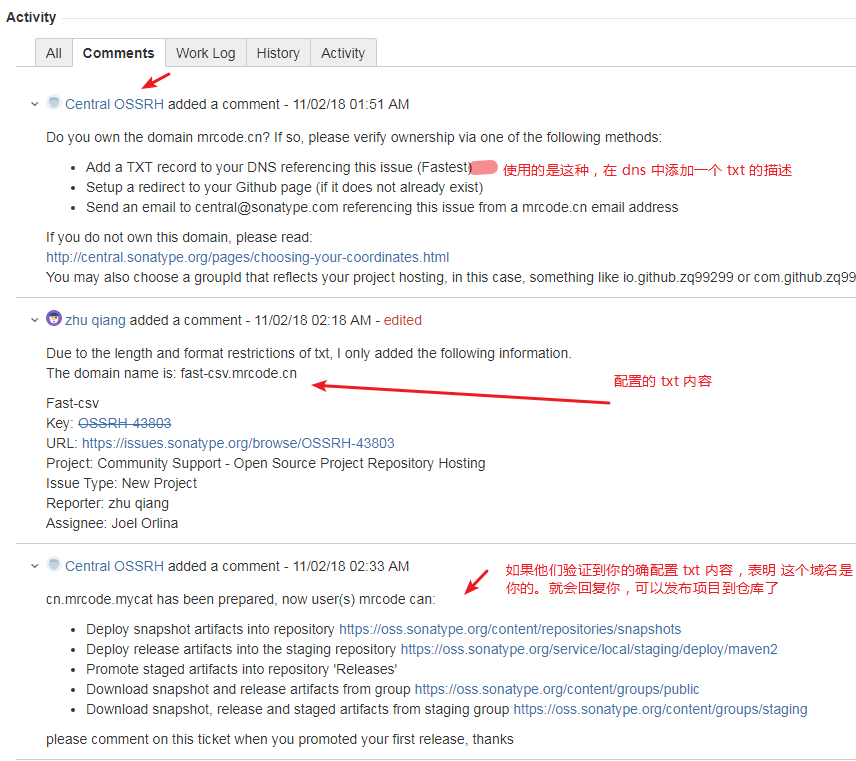 Activity
All Comments Work Log History Activity
Central OSSRH added a comment - 11/02/18 01:51 AM
Do you own the domain mrcode.cn? If so, please verify ownership via one of the following methods:
Add a TXT record to your DNS referencing this issue (Fastest) 使用的是这种，在 dns 中添加一个 txt 的描述
Setup a redirect to your Github page (if it does not already exist)
Send an email to central@sonatype.com referencing this issue from a mrcode.cn email address
If you do not own this domain, please read:
http://central.sonatype.org/pages/choosing-your-coordinates.html
You may also choose a groupId that reflects your project hosting, in this case, something like io.github.zq99299 or com.github.zq99
zhu qiang added a comment - 11/02/18 02:18 AM - edited
Due to the length and format restrictions of txt, I only added the following information.
The domain name is: fast-csv.mrcode.cn
配置的 txt 内容
Fast-csv
Key: OSSRH-43803
URL: https://issues.sonatype.org/browse/OSSRH-43803
Project: Community Support - Open Source Project Repository Hosting
Issue Type: New Project
Reporter: zhu qiang
Assignee: Joel Orlina
Central OSSRH added a comment - 11/02/18 02:33 AM
如果他们验证到你的确配置 txt 内容，表明 这个域名是
你的。就会回复你，可以发布项目到仓库了
cn.mrcode.mycat has been prepared, now user(s) mrcode can:
Deploy snapshot artifacts into repository https://oss.sonatype.org/content/repositories/snapshots
Deploy release artifacts into the staging repository https://oss.sonatype.org/service/local/staging/deploy/maven2
Promote staged artifacts into repository 'Releases'
Download snapshot and release artifacts from group https://oss.sonatype.org/content/groups/public
Download snapshot, release and staged artifacts from staging group https://oss.sonatype.org/content/groups/staging
please comment on this ticket when you promoted your first release, thanks